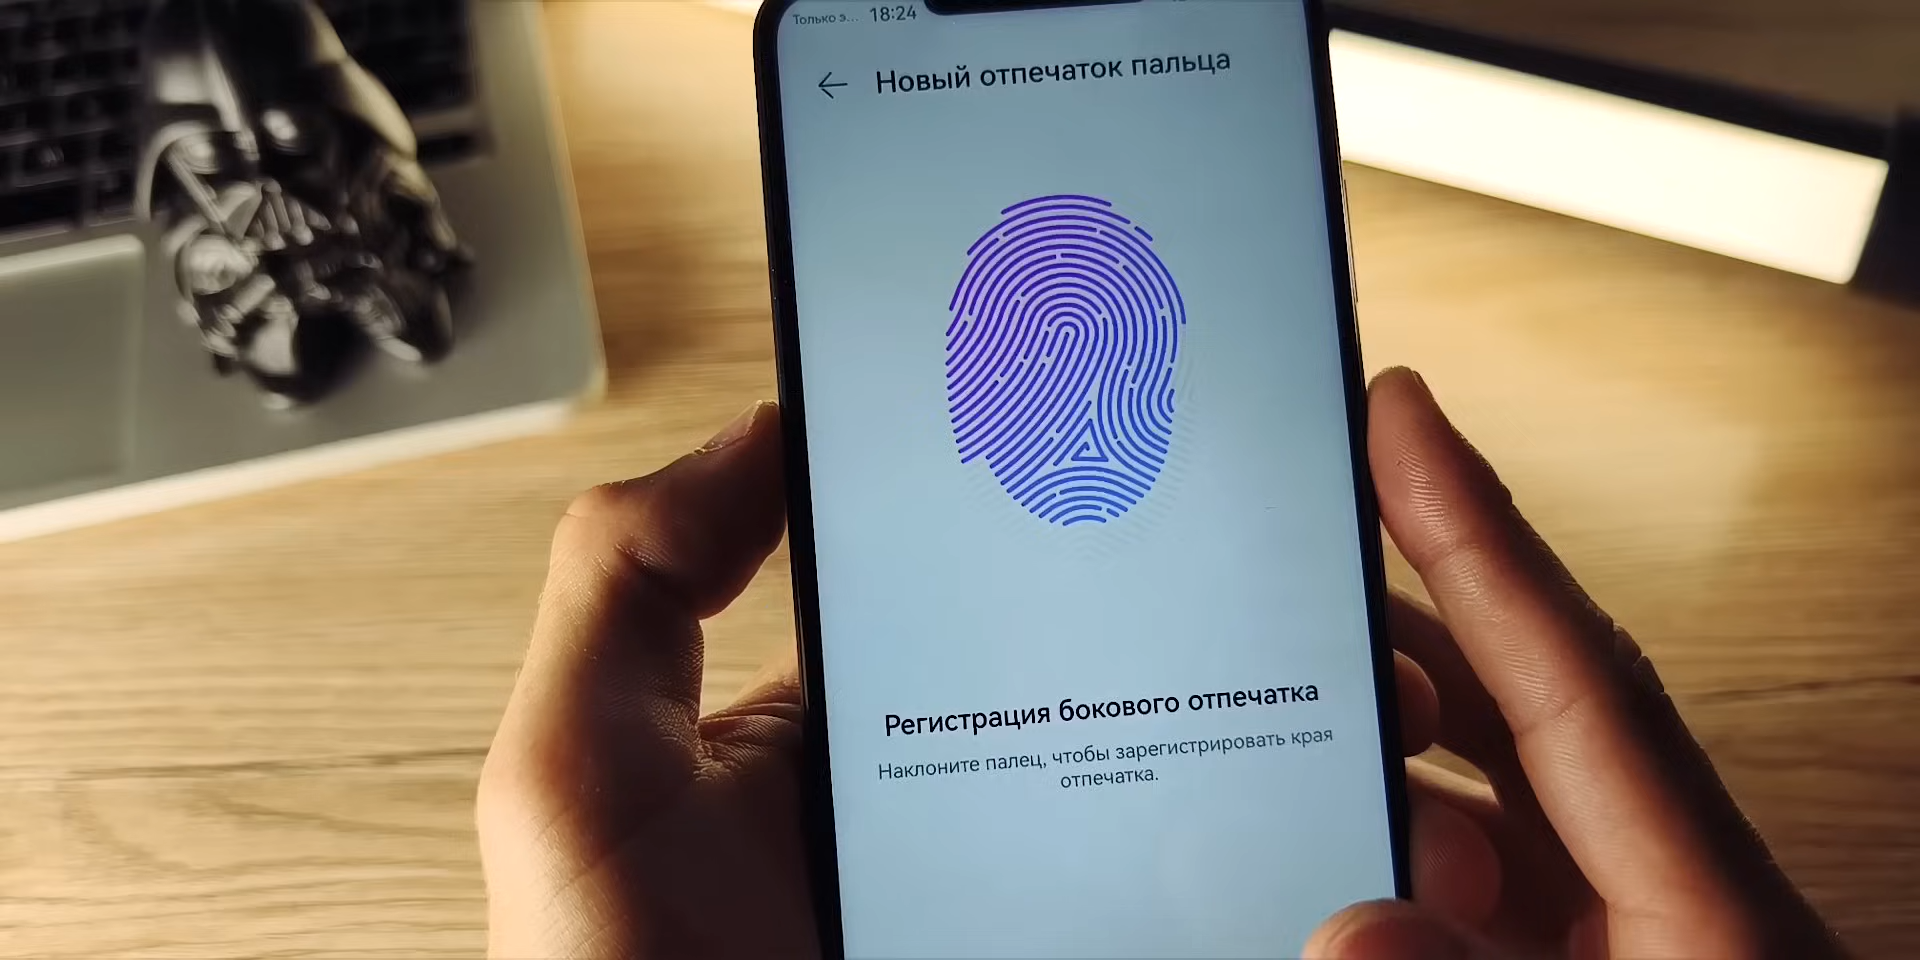 Только э... 18:24
Новый отпечаток пальца
Регистрация бокового отпечатка
Наклоните палец, чтобы зарегистрировать края
отпечатка.